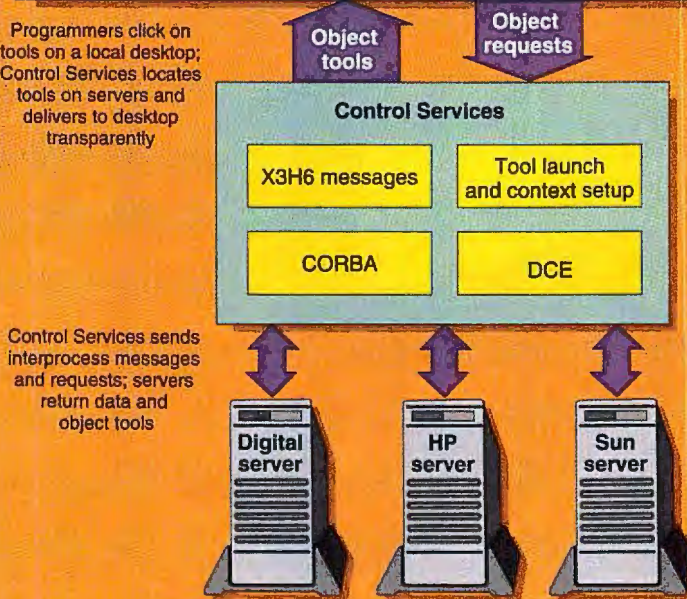 Programmers click on
tools on a local desktop;
Control Services locates
tools on servers and
delivers to desktop
transparently
Object
tools
Object
requests
Control Services
X3H6 messages
Tool launch
and context setup
CORBA
DCE
Control Services sends
interprocess messages
and requests; servers
return data and
object tools
Digital
server
HP
server
Sun
server